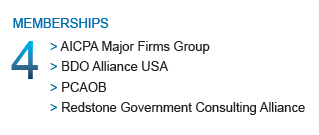 MEMBERSHIPS
4
> AICPA Major Firms Group
> BDO Alliance USA
> PCAOB
> Redstone Government Consulting Alliance